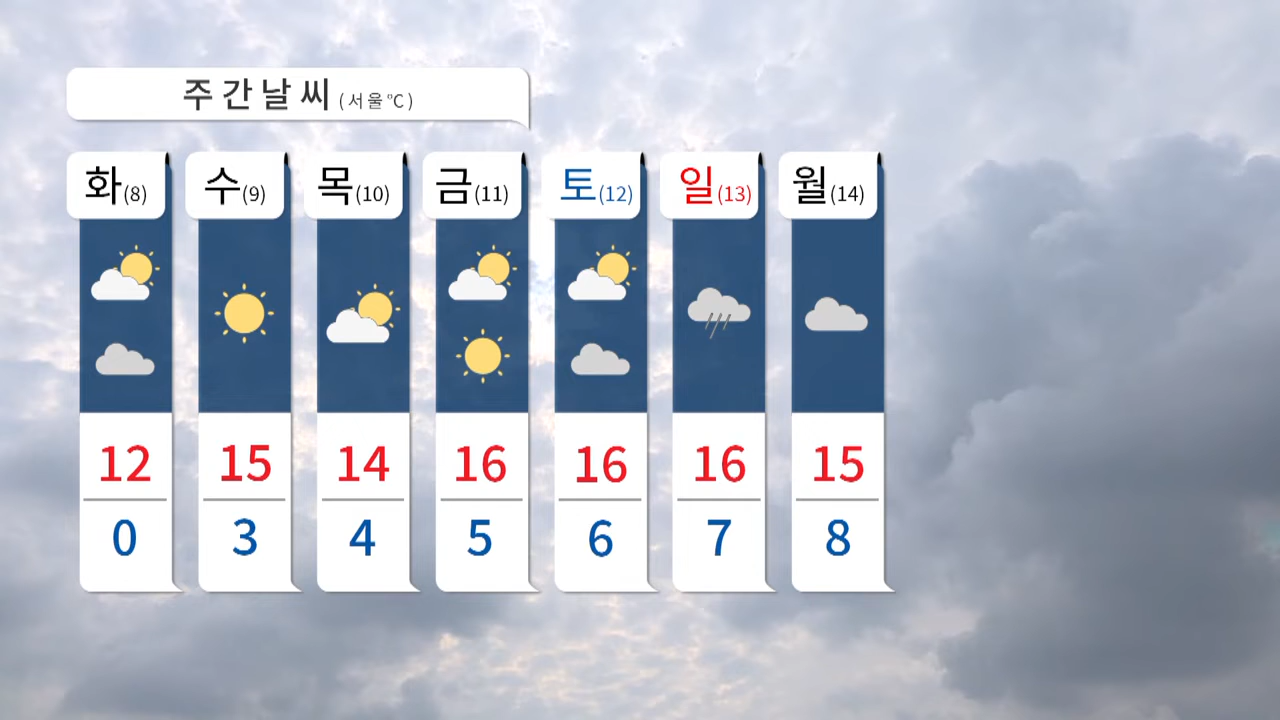 주간날씨 (서울℃)
화(8) 수(9) 목(10) 금(11) 토(12) 일(13) 월(14)
12 15 14 16 16 16 15
0 3 4 5 6 7 8